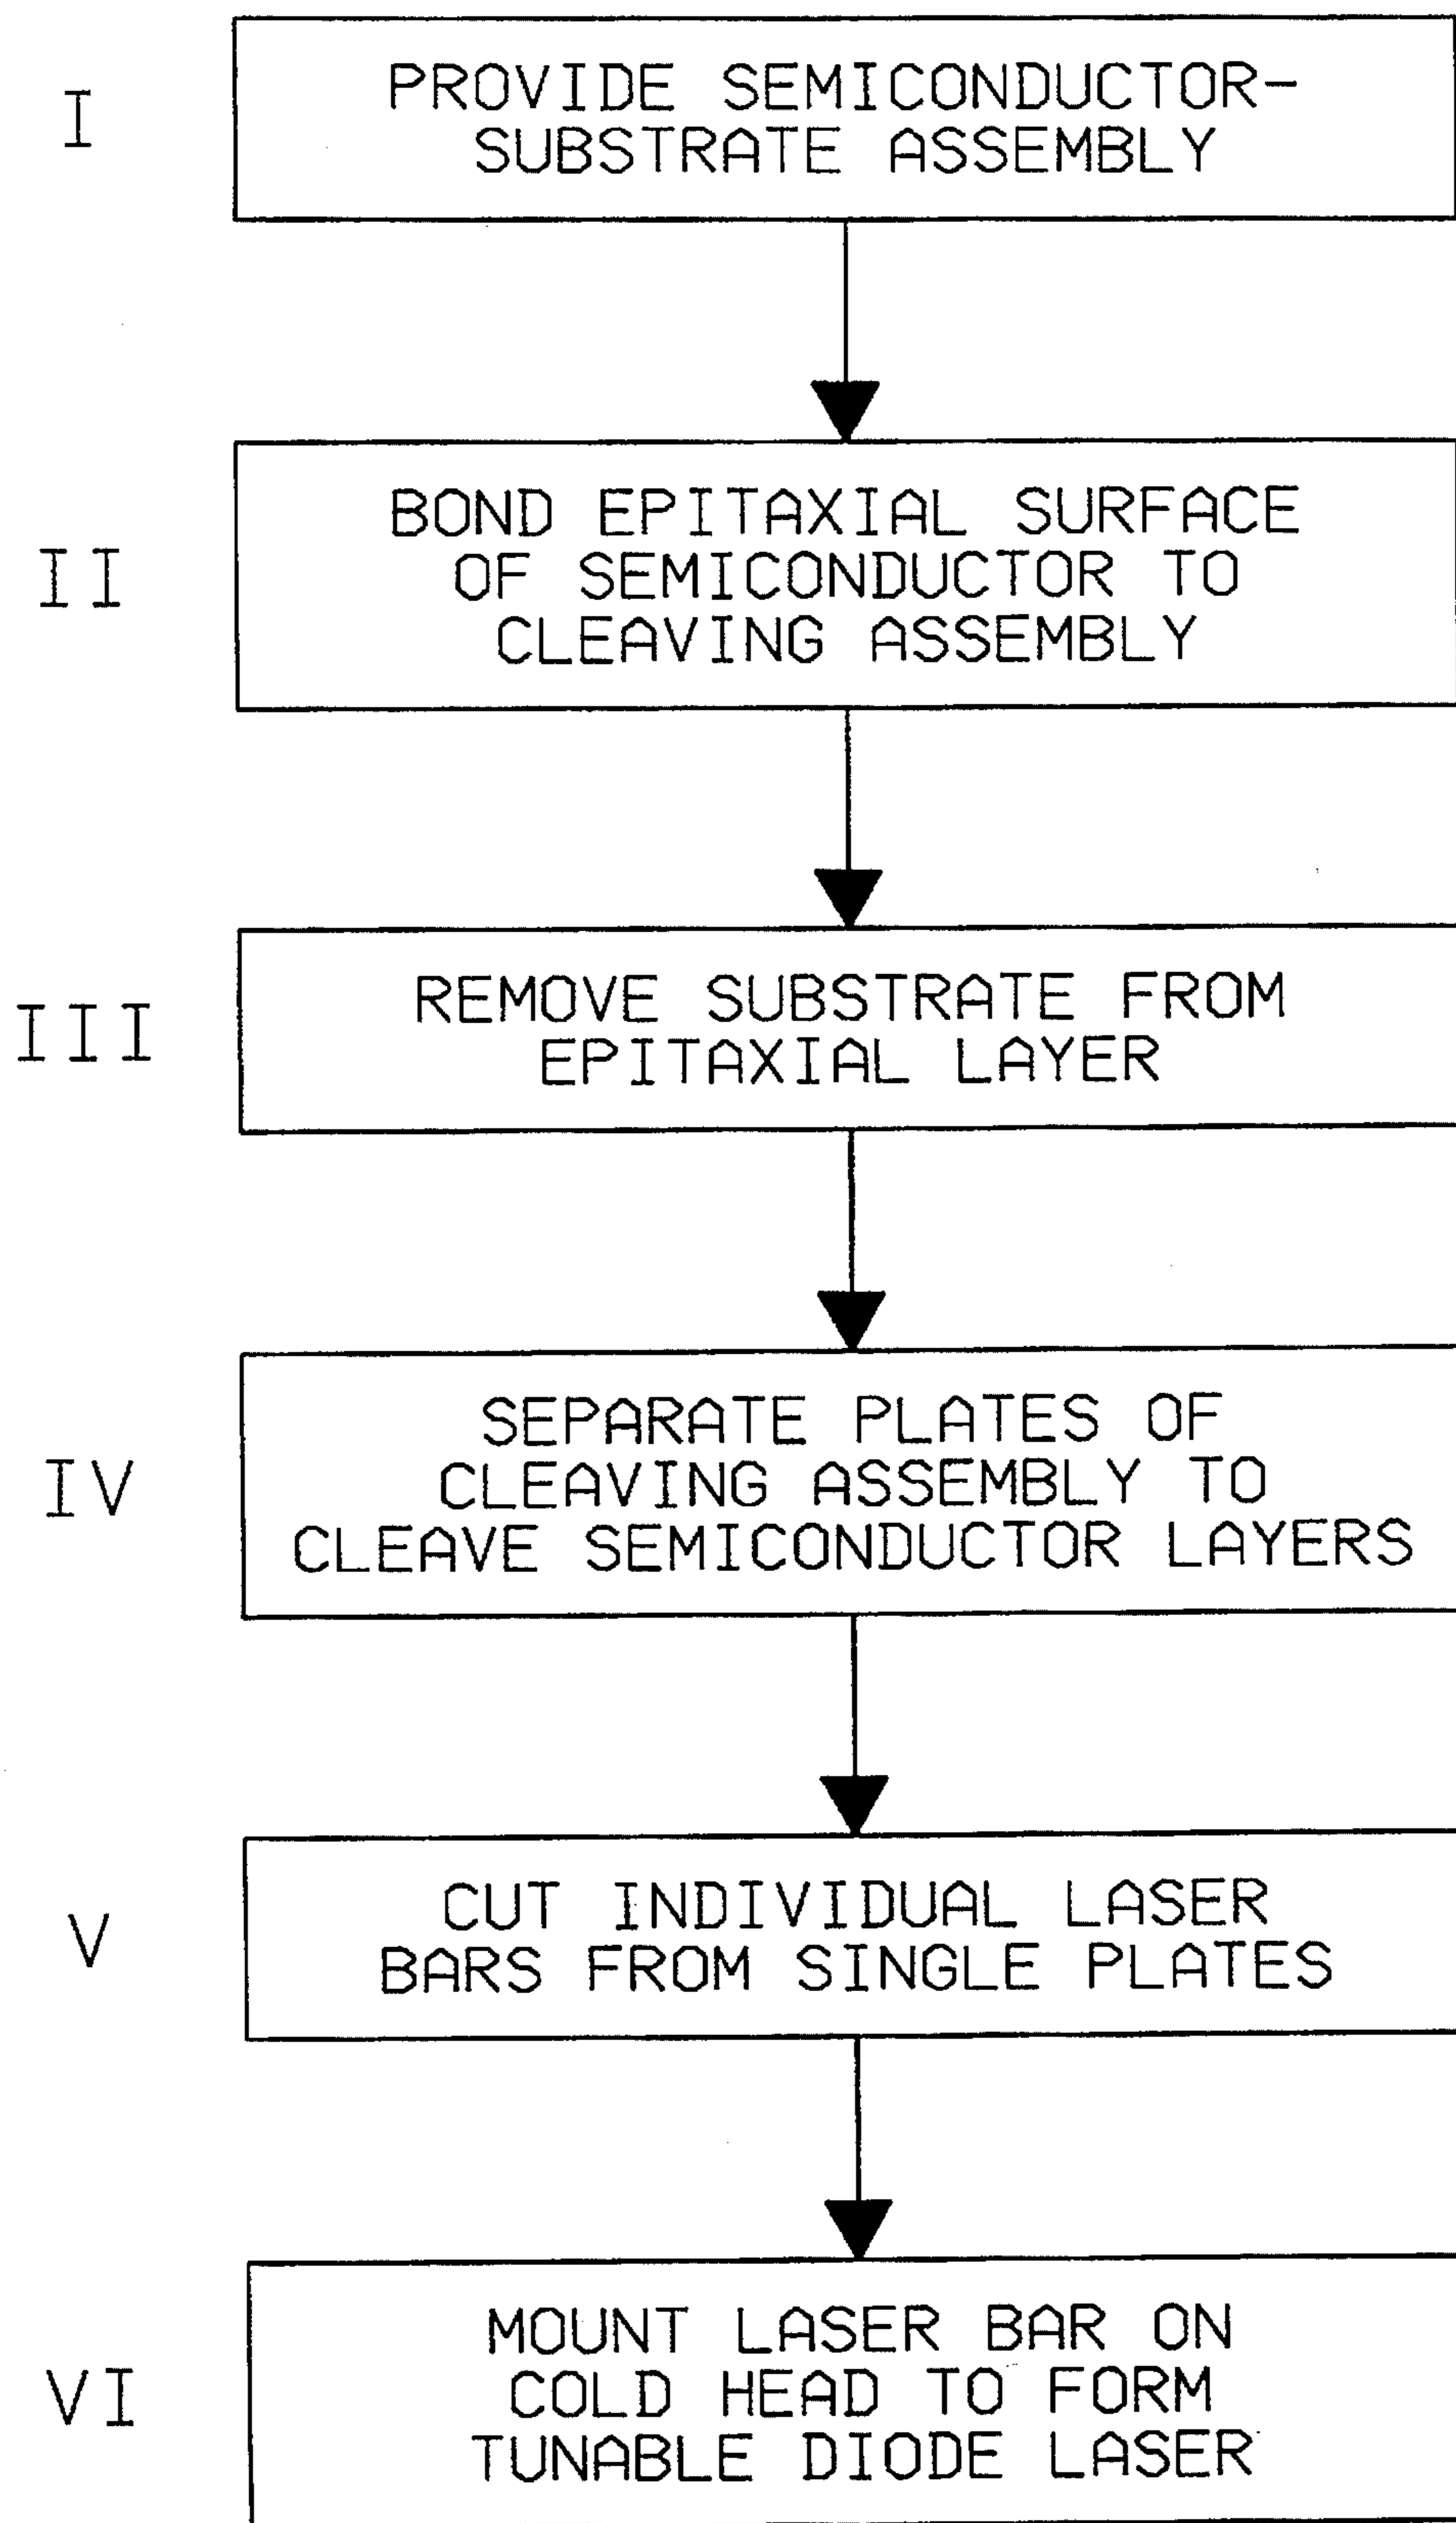 I
PROVIDE SEMICONDUCTOR-
SUBSTRATE ASSEMBLY
II
BOND EPITAXIAL SURFACE
OF SEMICONDUCTOR TO
CLEAVING ASSEMBLY
III
REMOVE SUBSTRATE FROM
EPITAXIAL LAYER
IV
SEPARATE PLATES OF
CLEAVING ASSEMBLY TO
CLEAVE SEMICONDUCTOR LAYERS
V
CUT INDIVIDUAL LASER
BARS FROM SINGLE PLATES
VI
MOUNT LASER BAR ON
COLD HEAD TO FORM
TUNABLE DIODE LASER